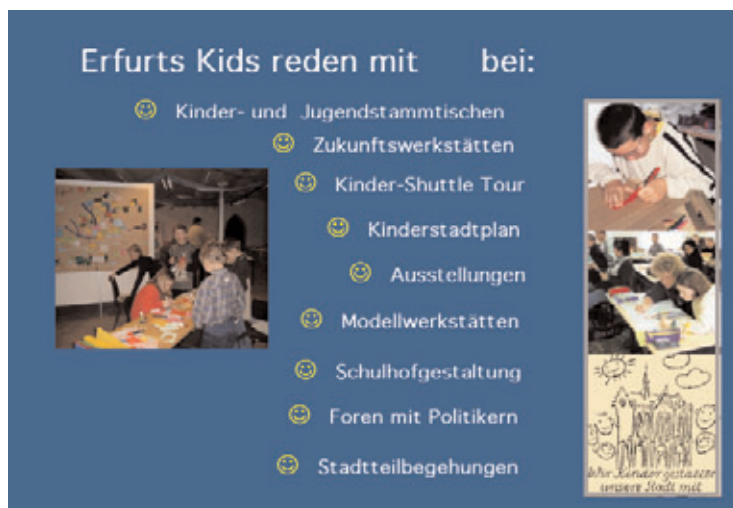 Erfurts Kids reden mit bei:
Kinder- und Jugendstammtischen
Zukunftswerkstätten
Kinder-Shuttle Tour
Kinderstadtplan
Ausstellungen
Modellwerkstätten
Schulhofgestaltung
Foren mit Politikern
Stadtteilbegehungen
Wir Kinder gestalten
unsere Stadt mit